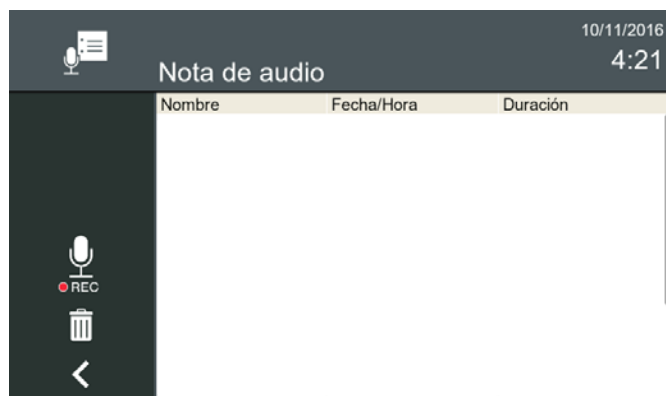 10/11/2016
4:21
Nota de audio
Nombre Fecha/Hora Duración
REC